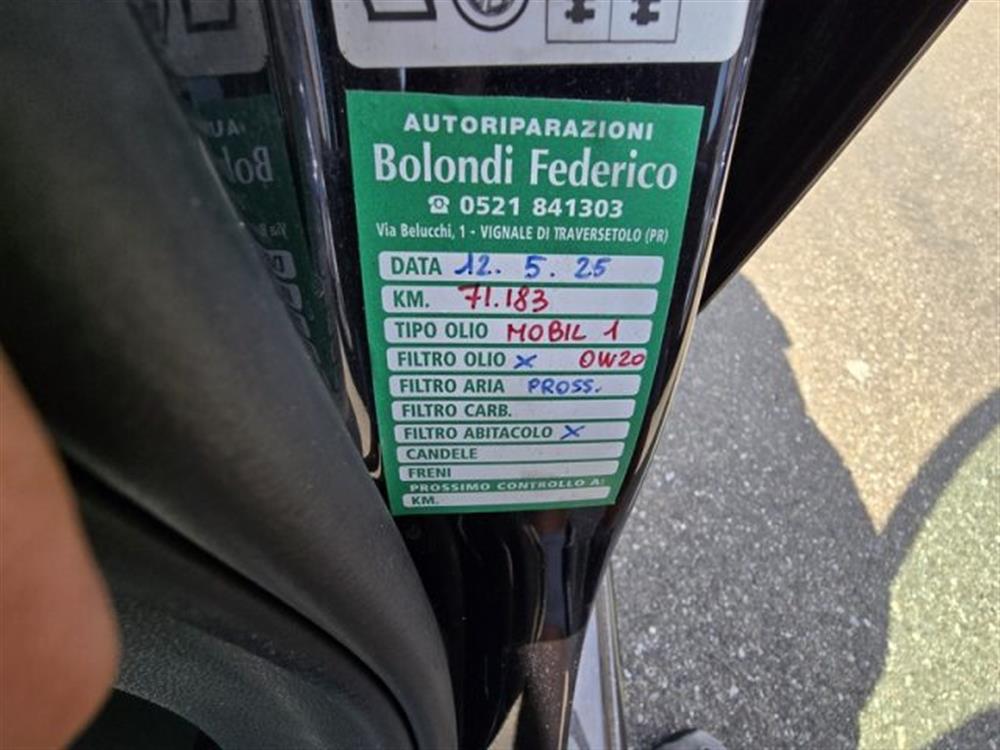 AUTORIPARAZIONI
Bolondi Federico
☎ 0521 841303
Via Belucchi, 1 - VIGNALE DI TRAVERSETOLO (PR)
DATA 12. 5. 25
KM. 71.183
TIPO OLIO MOBIL 1
FILTRO OLIO X 0W20
FILTRO ARIA PROSS.
FILTRO CARB.
FILTRO ABITACOLO X
CANDELE
FRENI
PROSSIMO CONTROLLO A:
KM.